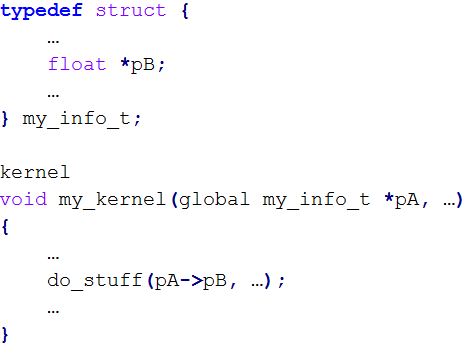 typedef struct {
    …
    float *pB;
    …
} my_info_t;

kernel
void my_kernel(global my_info_t *pA, …)
{
    …
    do_stuff(pA->pB, …);
    …
}